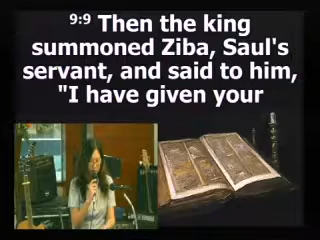 9:9 Then the king
summoned Ziba, Saul's
servant, and said to him,
"I have given your